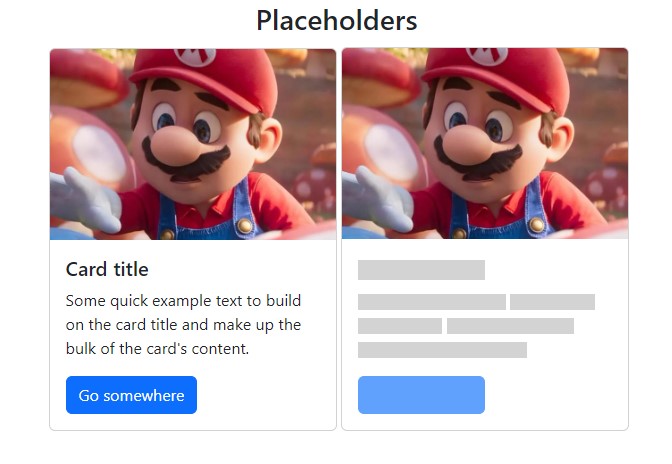 Placeholders
Card title
Some quick example text to build
on the card title and make up the
bulk of the card's content.
Go somewhere